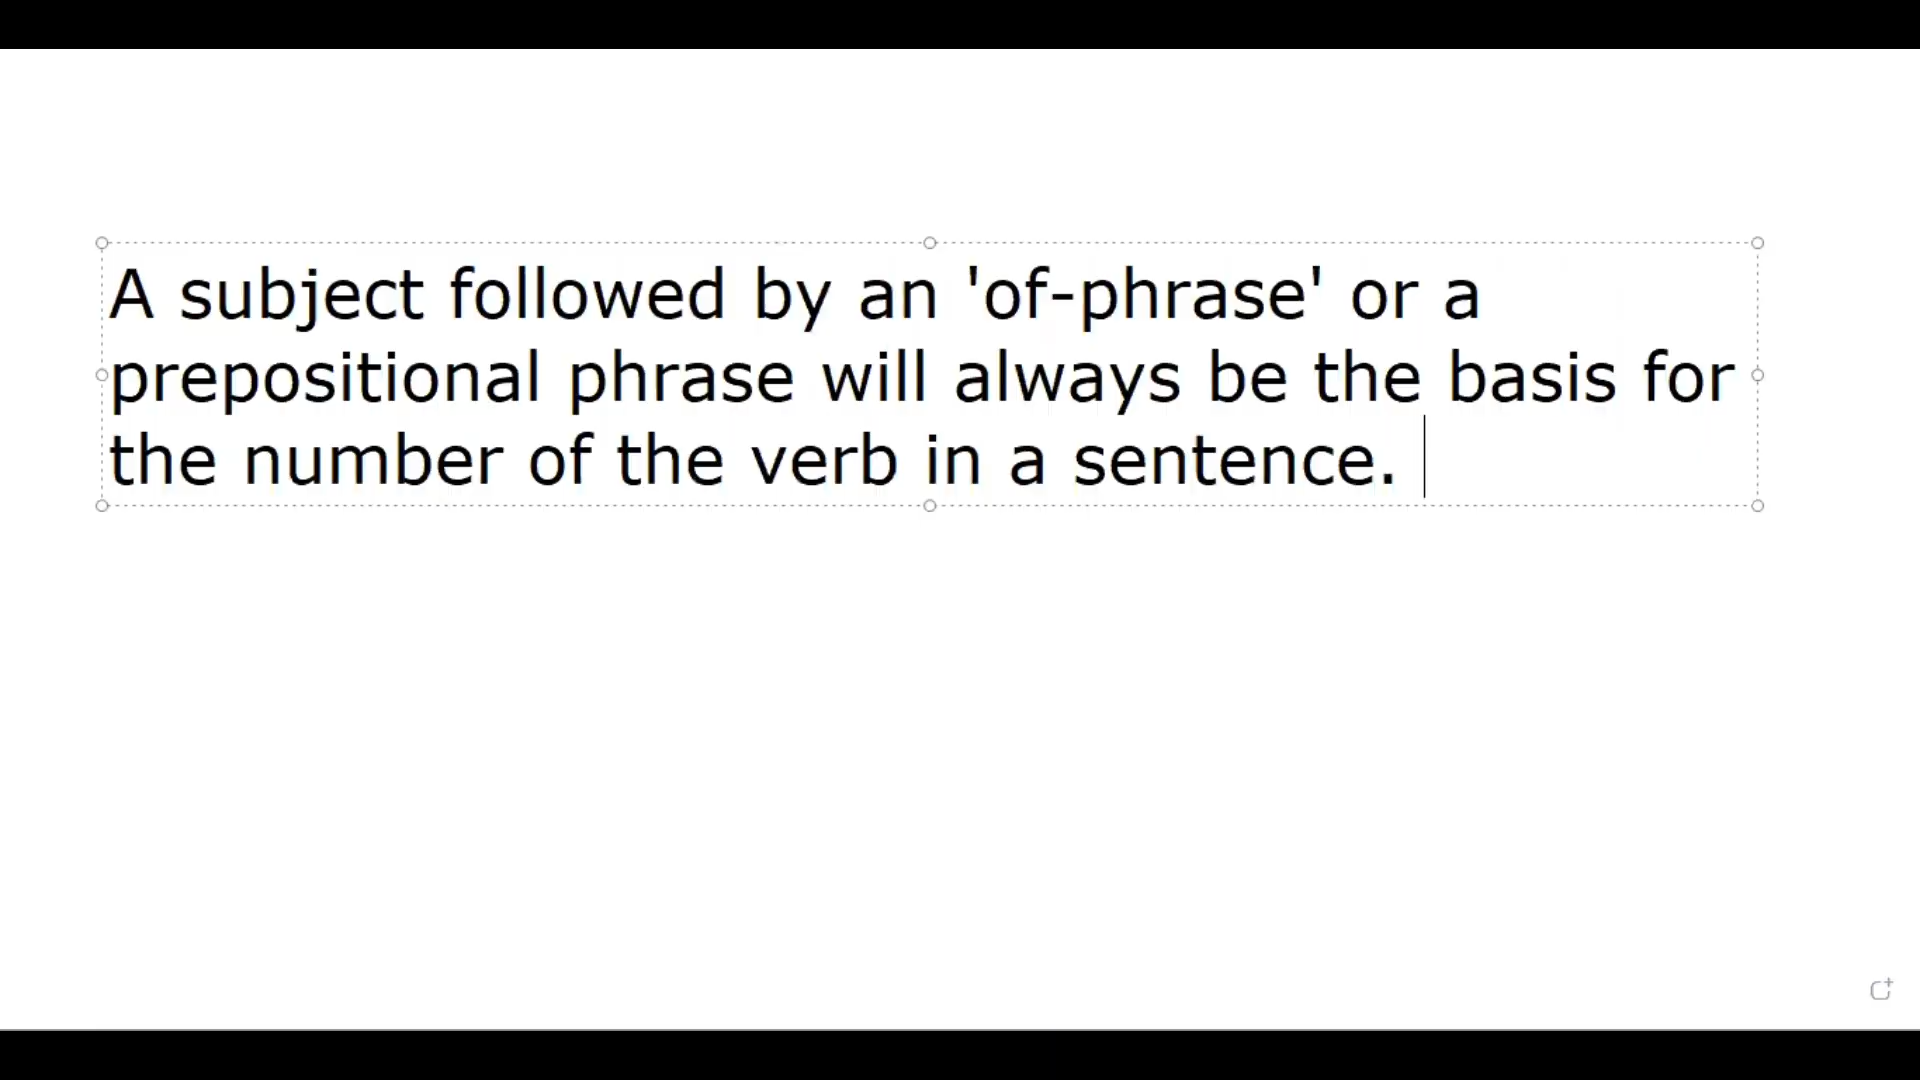 A subject followed by an 'of-phrase' or a
prepositional phrase will always be the basis for
the number of the verb in a sentence.